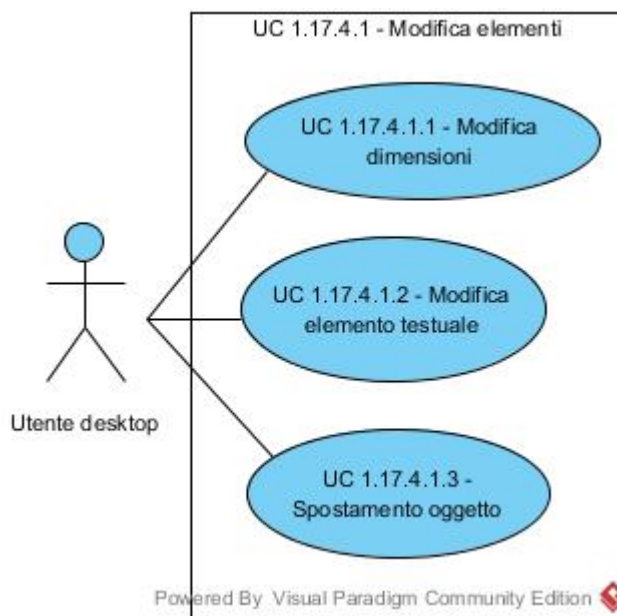 UC 1.17.4.1 - Modifica elementi
UC 1.17.4.1.1 - Modifica
dimensioni
UC 1.17.4.1.2 - Modifica
elemento testuale
Utente desktop
UC 1.17.4.1.3 -
Spostamento oggetto
Powered By Visual Paradigm Community Edition